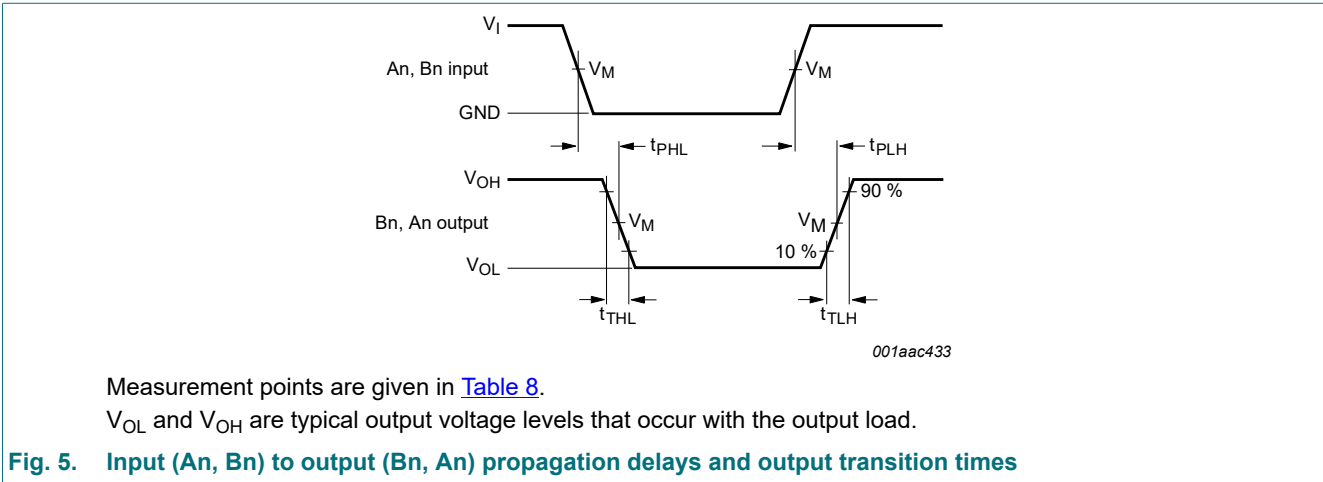 V_I
An, Bn input
V_M
V_M
GND
t_PHL
t_PLH
V_OH
90 %
Bn, An output
V_M
V_M
10 %
V_OL
t_THL
t_TLH
001aac433
Measurement points are given in Table 8.
V_OL and V_OH are typical output voltage levels that occur with the output load.
Fig. 5. Input (An, Bn) to output (Bn, An) propagation delays and output transition times